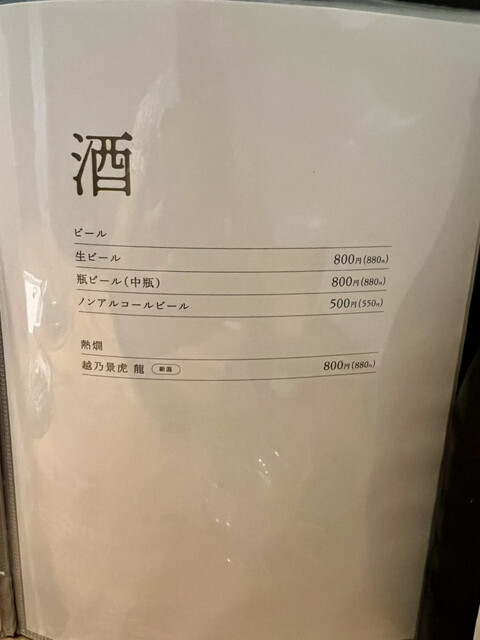 酒
ビール
生ビール 800円(880円)
瓶ビール(中瓶) 800円(880円)
ノンアルコールビール 500円(550円)
熱燗
越乃景虎 龍 新潟 800円(880円)